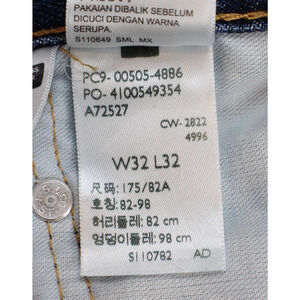 PAKAIAN DIBALIK SEBELUM
DICUCI DENGAN WARNA
SERUPA.
S110649 SML MX
PC9-00505-4886
PO-4100549354
A72527
CW-2822
4996
W32 L32
尺码:175/82A
호칭:82-98
허리둘레:82 cm
엉덩이둘레:98 cm
S110782 AD